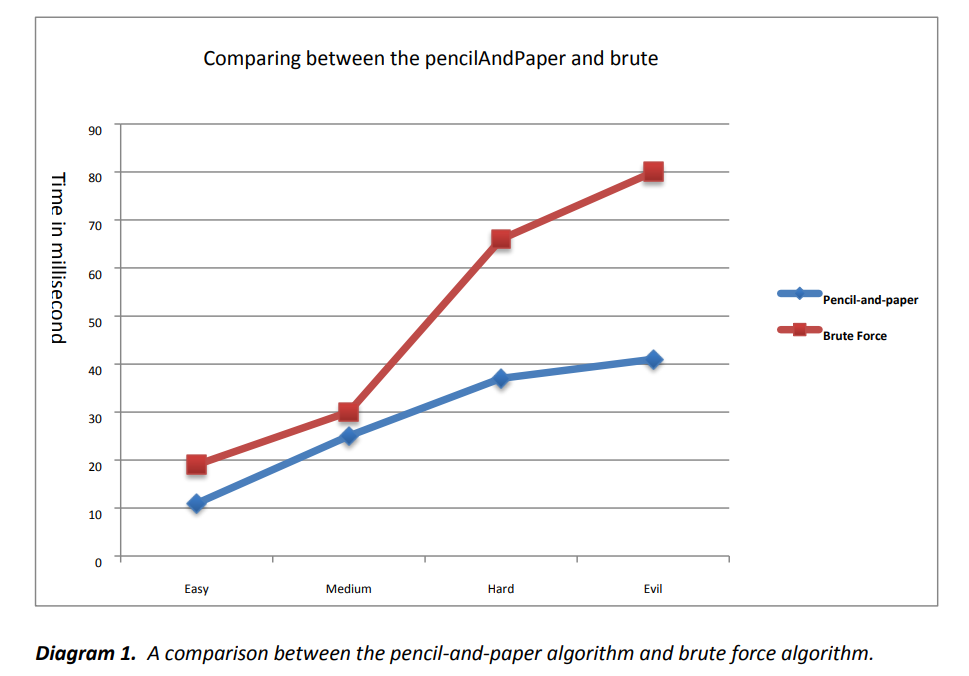 Comparing between the pencilAndPaper and brute
90
80
70
60
50
40
30
20
10
0
Time in millisecond
Easy Medium Hard Evil
Pencil-and-paper
Brute Force
Diagram 1. A comparison between the pencil-and-paper algorithm and brute force algorithm.